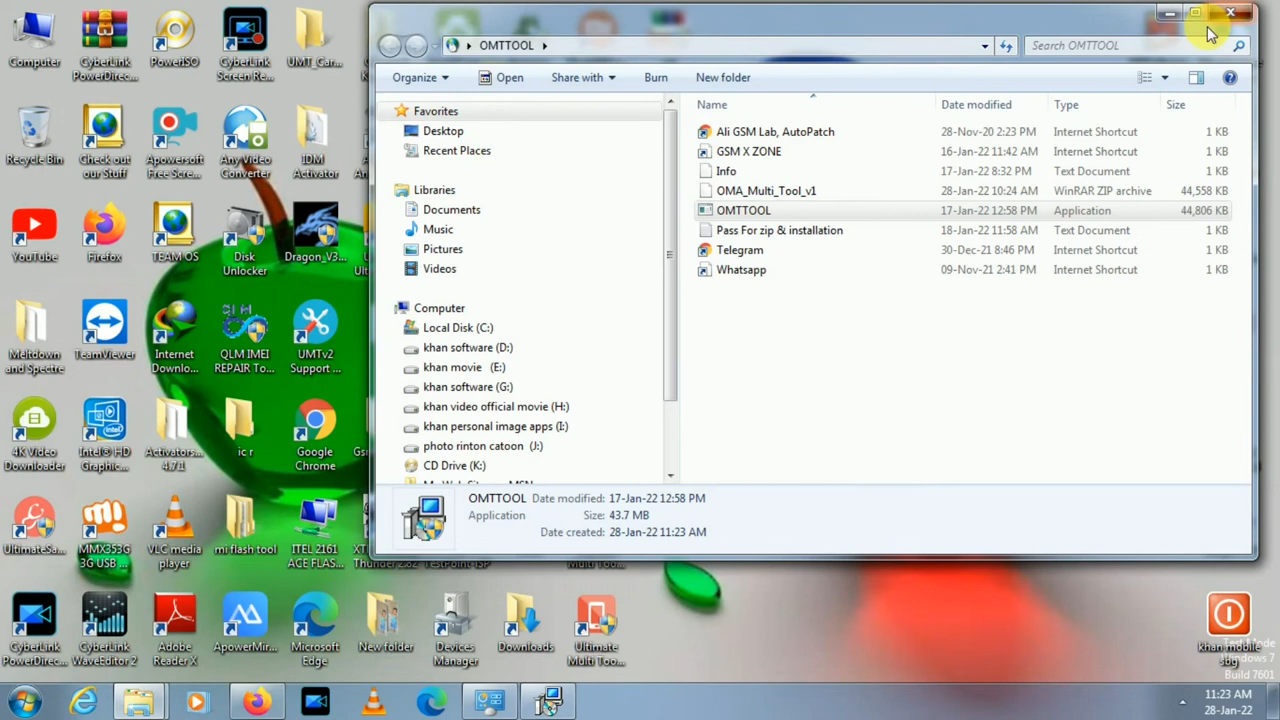 Computer
CyberLink
PowerDirec...
PowerISO
CyberLink
Screen Re...
UMT_Car...
Recycle Bin
Check out
our Stuff
Apowersoft
Free Scree...
Any Video
Converter
IDM
Activator
YouTube
Firefox
TEAM OS
Disk
Unlocker
Dragon_V3...
Meltdown
and Spectre
TeamViewer
Internet
Downlo...
QLM IMEI
REPAIR To...
UMTv2
Support ...
4K Video
Downloader
Intel® HD
Graphic...
Activators
4.7.1
ic r
Google
Chrome
UltimateSa...
MMX353G
3G USB ...
VLC media
player
mi flash tool
ITEL 2161
ACE FLAS...
CyberLink
PowerDirec...
CyberLink
WaveEditor 2
Adobe
Reader X
ApowerMir...
Microsoft
Edge
New folder
Devices
Manager
Downloads
Ultimate
Multi Too...
OMTTOOL
Search OMTTOOL
Organize
Open
Share with
Burn
New folder
Favorites
Desktop
Recent Places
Libraries
Documents
Music
Pictures
Videos
Computer
Local Disk (C:)
khan software (D:)
khan movie (E:)
khan software (G:)
khan video official movie (H:)
khan personal image apps (I:)
photo rinton catoon (J:)
CD Drive (K:)
Name Date modified Type Size
Ali GSM Lab, AutoPatch 28-Nov-20 2:23 PM Internet Shortcut 1 KB
GSM X ZONE 16-Jan-22 11:42 AM Internet Shortcut 1 KB
Info 17-Jan-22 8:32 PM Text Document 1 KB
OMA_Multi_Tool_v1 28-Jan-22 10:24 AM WinRAR ZIP archive 44,558 KB
OMTTOOL 17-Jan-22 12:58 PM Application 44,806 KB
Pass For zip & installation 18-Jan-22 11:58 AM Text Document 1 KB
Telegram 30-Dec-21 8:46 PM Internet Shortcut 1 KB
Whatsapp 09-Nov-21 2:41 PM Internet Shortcut 1 KB
OMTTOOL Date modified: 17-Jan-22 12:58 PM
Application Size: 43.7 MB
Date created: 28-Jan-22 11:23 AM
khan mobile
Test Mode
Windows 7
Build 7601
11:23 AM
28-Jan-22